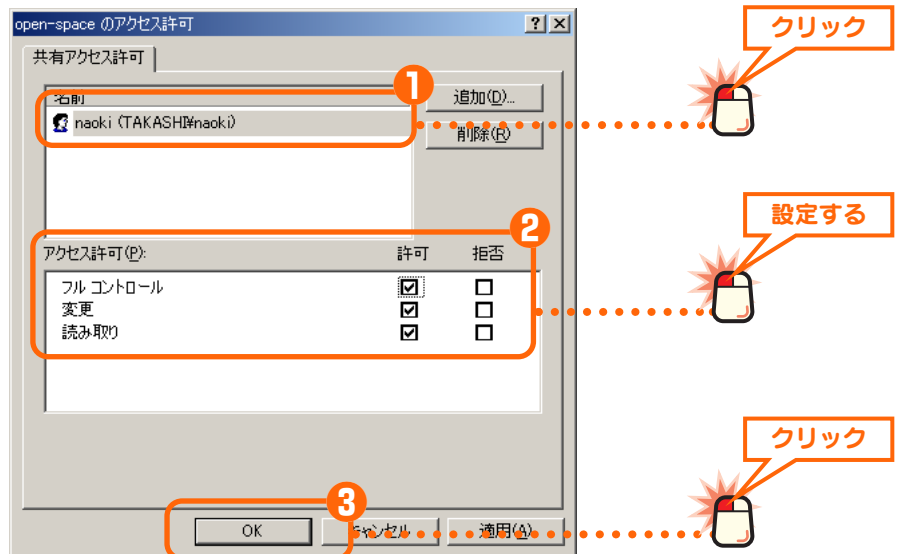 open-space のアクセス許可
クリック
共有アクセス許可
1
名前
追加(D)...
naoki (TAKASHI¥naoki)
削除(R)
2
設定する
アクセス許可(P):
許可
拒否
フル コントロール
変更
読み取り
クリック
3
OK
キャンセル
適用(A)